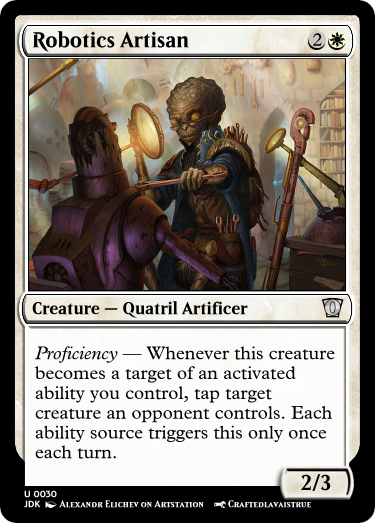 Robotics Artisan 2
Creature — Quatril Artificer
Proficiency — Whenever this creature
becomes a target of an activated
ability you control, tap target
creature an opponent controls. Each
ability source triggers this only once
each turn.
2/3
U 0030
JDK Alexandr Elichev on Artstation Craftedlavaistrue